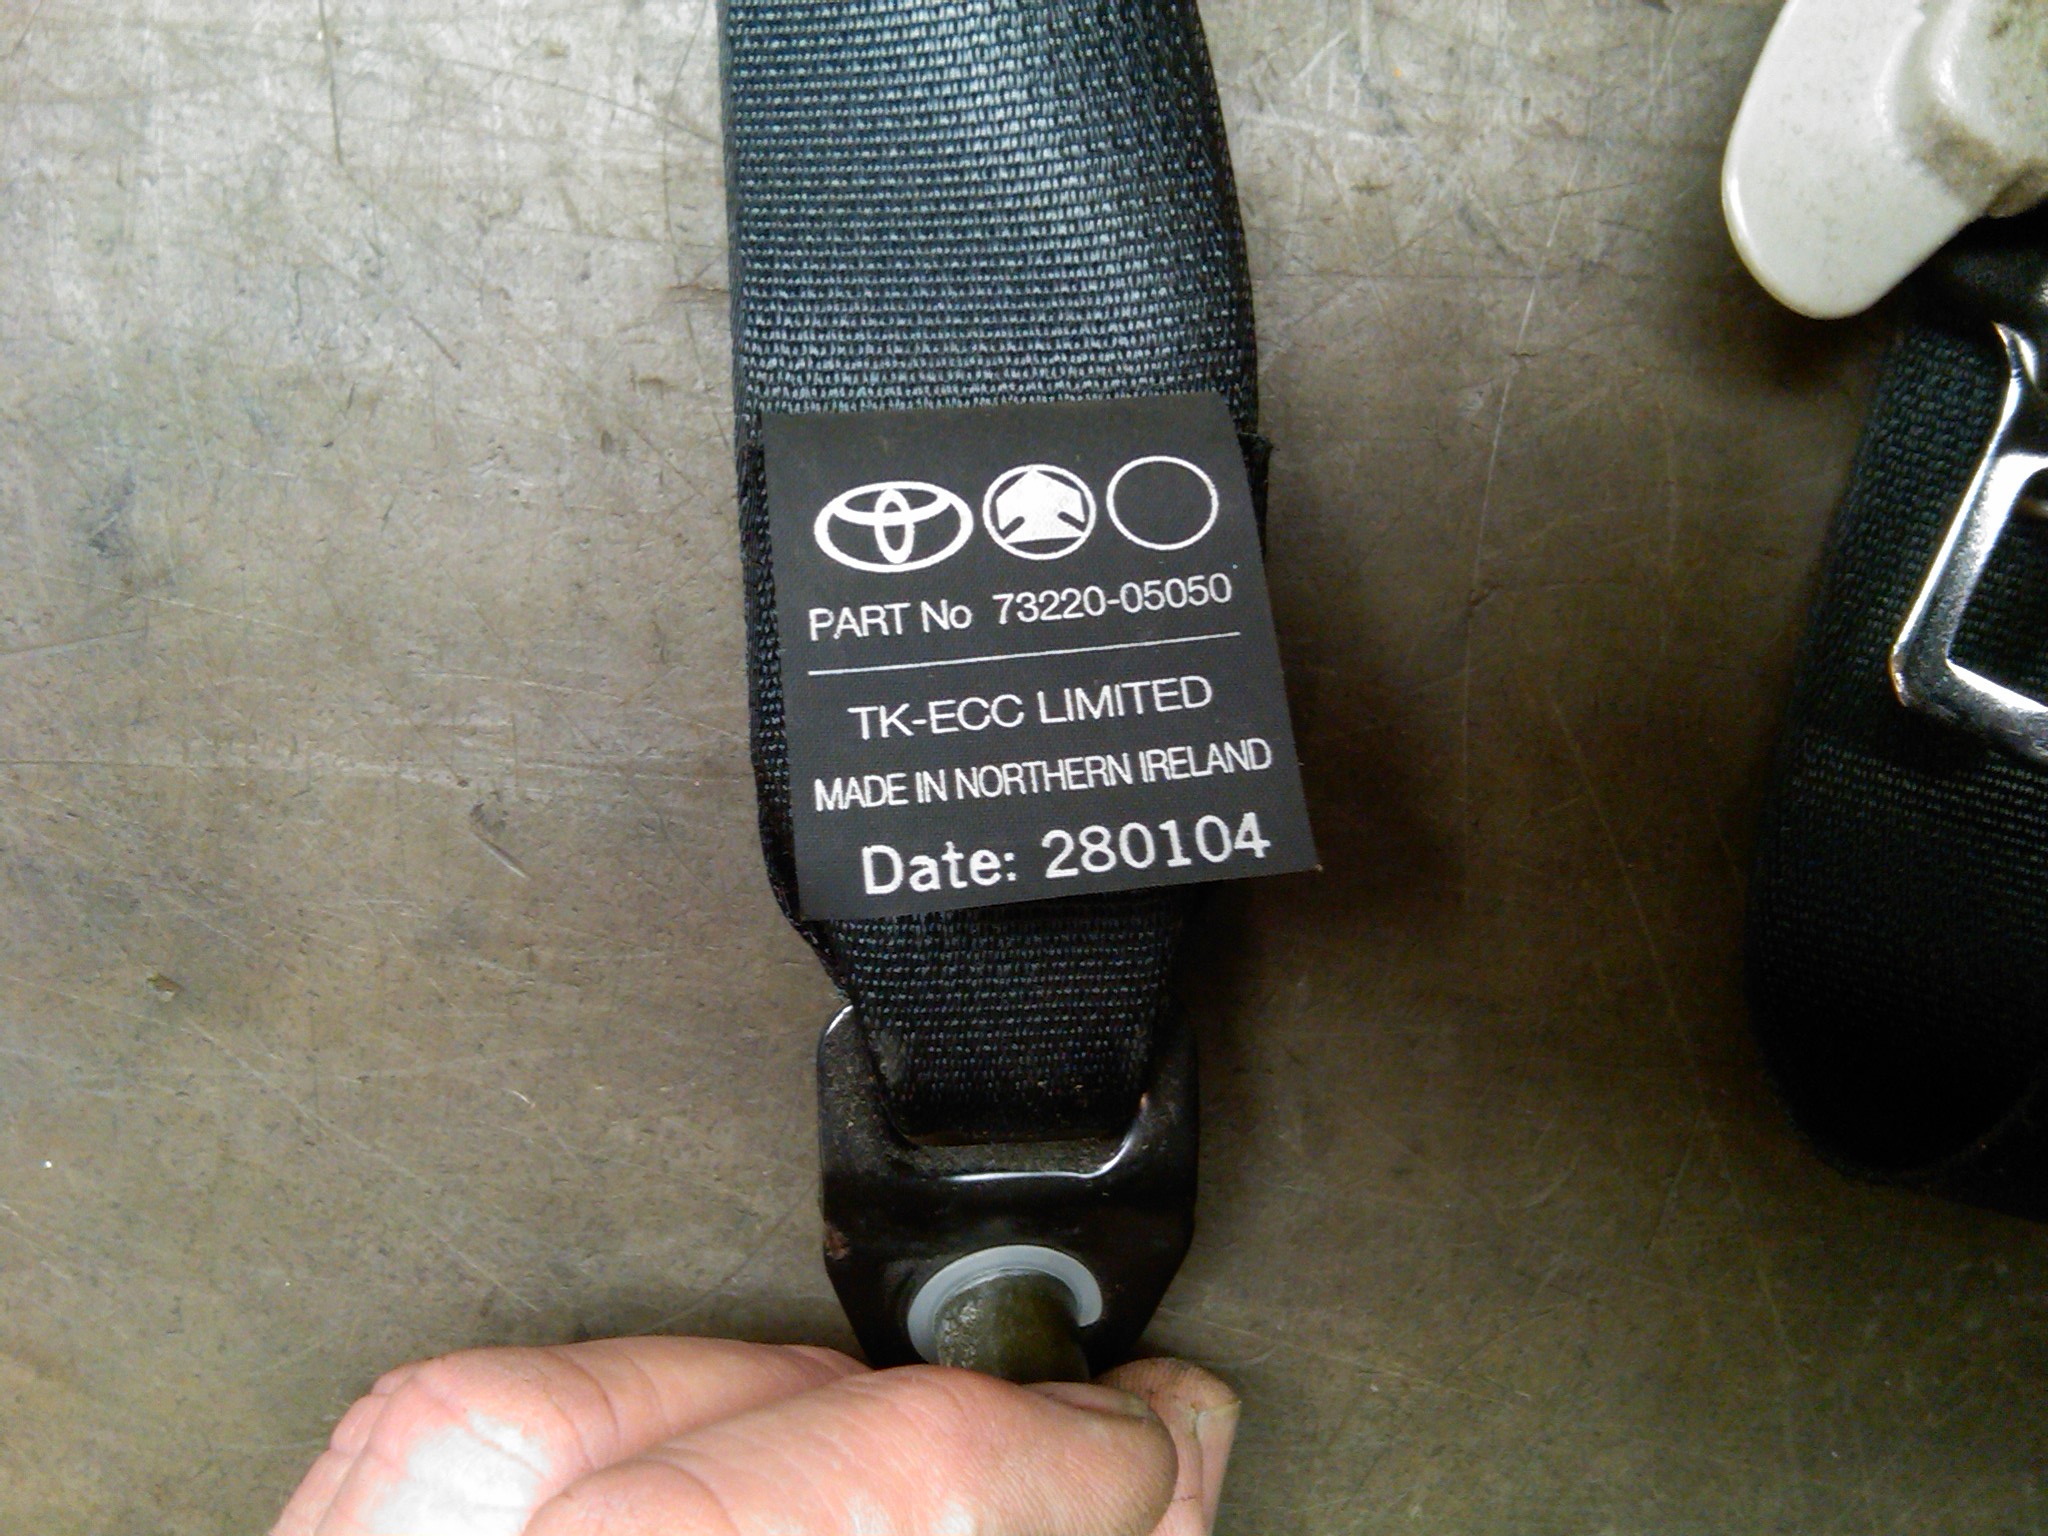 PART No 73220-05050
TK-ECC LIMITED
MADE IN NORTHERN IRELAND
Date: 280104